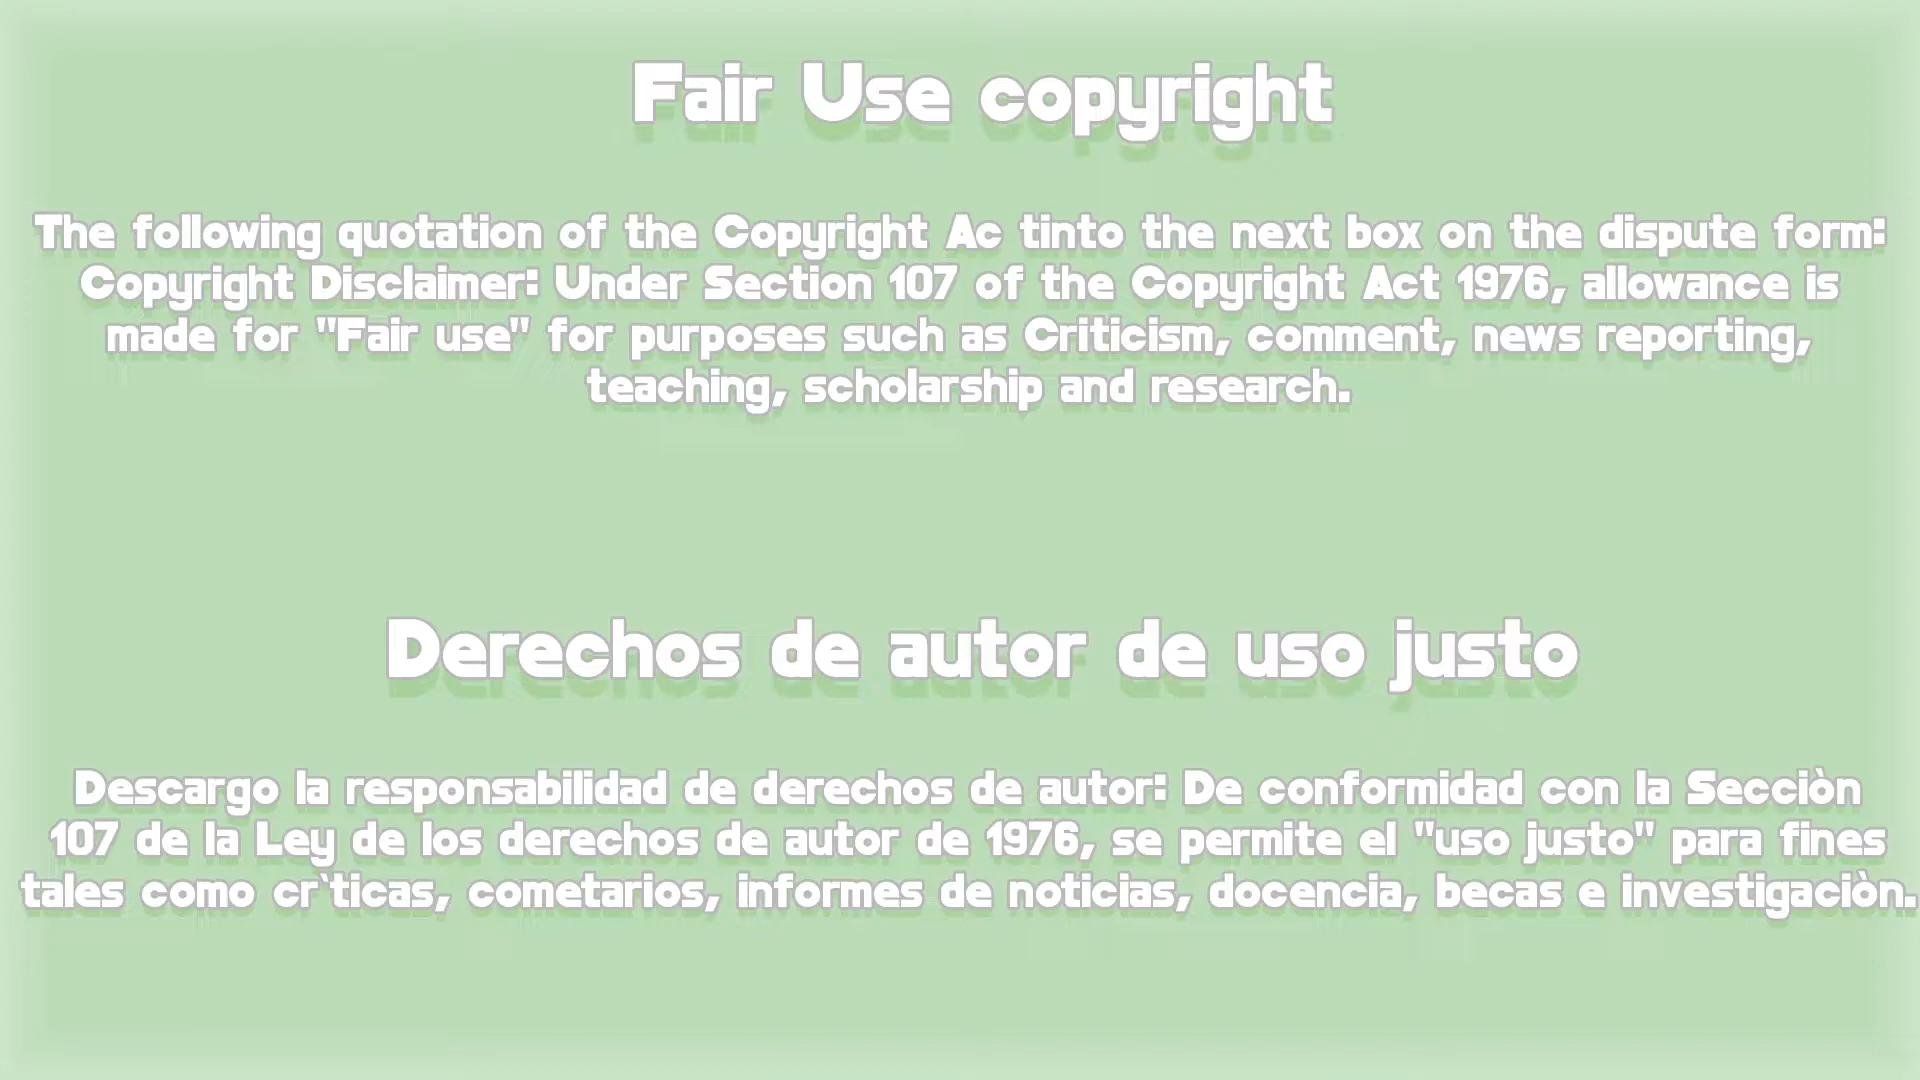 Fair Use copyright
The following quotation of the Copyright Ac tinto the next box on the dispute form:
Copyright Disclaimer: Under Section 107 of the Copyright Act 1976, allowance is
made for "Fair use" for purposes such as Criticism, comment, news reporting,
teaching, scholarship and research.
Derechos de autor de uso justo
Descargo la responsabilidad de derechos de autor: De conformidad con la Secciòn
107 de la Ley de los derechos de autor de 1976, se permite el "uso justo" para fines
tales como cr`ticas, cometarios, informes de noticias, docencia, becas e investigaciòn.